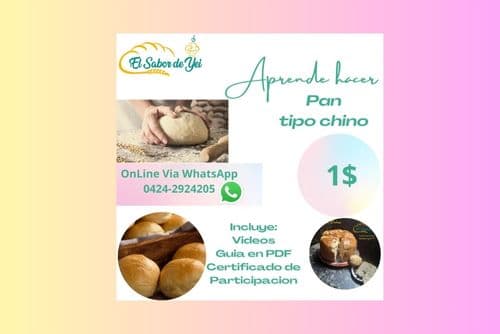 El Sabor de Yei
Aprende hacer
Pan
tipo chino
OnLine Via WhatsApp
0424-2924205
1$
Incluye:
Videos
Guia en PDF
Certificado de
Participacion